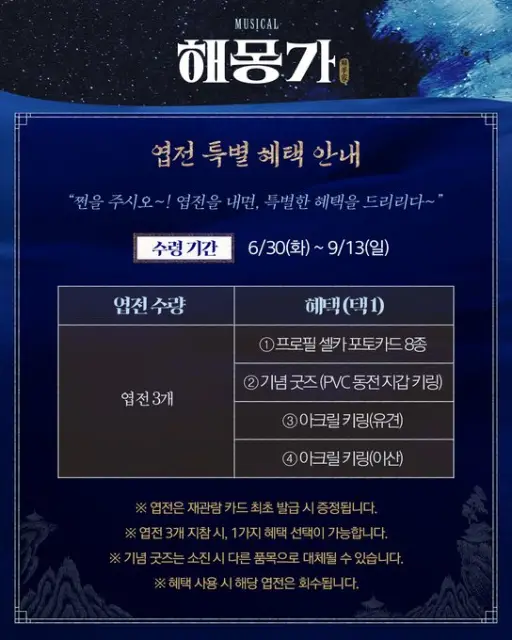 MUSICAL
해몽가
엽전 특별 혜택 안내
“찐을 주시오~! 엽전을 내면, 특별한 혜택을 드리리다~”
수령 기간 6/30(화) ~ 9/13(일)
엽전 수량 혜택 (택 1)
엽전 3개
① 프로필 셀카 포토카드 8종
② 기념 굿즈 (PVC 동전 지갑 키링)
③ 아크릴 키링(유견)
④ 아크릴 키링(이산)
※ 엽전은 재관람 카드 최초 발급 시 증정됩니다.
※ 엽전 3개 지참 시, 1가지 혜택 선택이 가능합니다.
※ 기념 굿즈는 소진 시 다른 품목으로 대체될 수 있습니다.
※ 혜택 사용 시 해당 엽전은 회수됩니다.